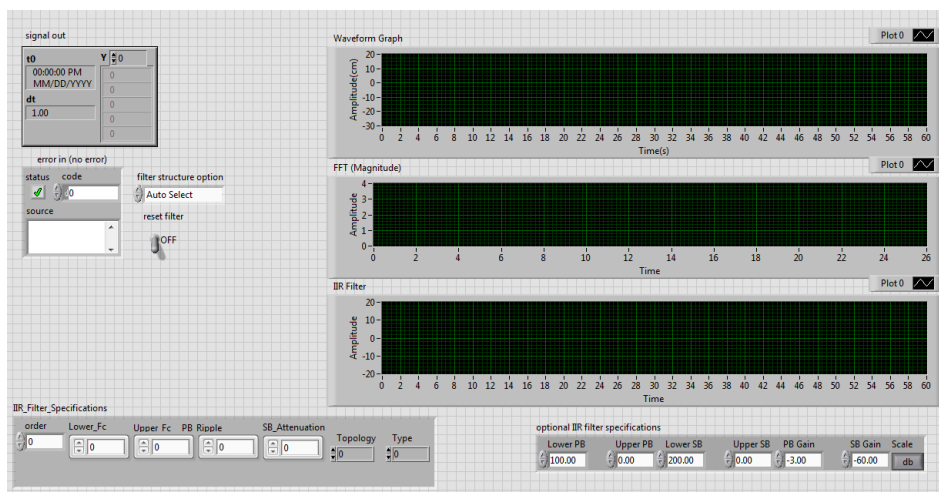 signal out
t0
00:00:00 PM
MM/DD/YYYY
dt
1.00
Y 0
0
0
0
0
0
error in (no error)
status code
0
source
filter structure option
Auto Select
reset filter
OFF
Waveform Graph
Plot 0
Amplitude(cm)
20
10
0
-10
-20
-30
0 2 4 6 8 10 12 14 16 18 20 22 24 26 28 30 32 34 36 38 40 42 44 46 48 50 52 54 56 58 60
Time(s)
FFT (Magnitude)
Plot 0
Amplitude
4
3
2
1
0
0 2 4 6 8 10 12 14 16 18 20 22 24 26
Time
IIR Filter
Plot 0
Amplitude
20
10
0
-10
-20
0 2 4 6 8 10 12 14 16 18 20 22 24 26 28 30 32 34 36 38 40 42 44 46 48 50 52 54 56 58 60
Time
IIR_Filter_Specifications
order Lower_Fc Upper Fc PB Ripple SB_Attenuation Topology Type
0 0 0 0 0 0 0
optional IIR filter specifications
Lower PB Upper PB Lower SB Upper SB PB Gain SB Gain Scale
100.00 0.00 200.00 0.00 -3.00 -60.00 db